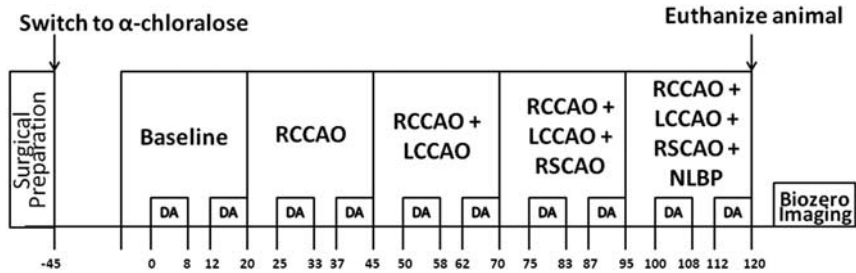 Switch to α-chloralose
Euthanize animal
Surgical
Preparation
Baseline
RCCAO
RCCAO +
LCCAO
RCCAO +
LCCAO +
RSCAO
RCCAO +
LCCAO +
RSCAO +
NLBP
DA DA DA DA DA DA DA DA DA DA
Biozero
Imaging
-45 0 8 12 20 25 33 37 45 50 58 62 70 75 83 87 95 100 108 112 120